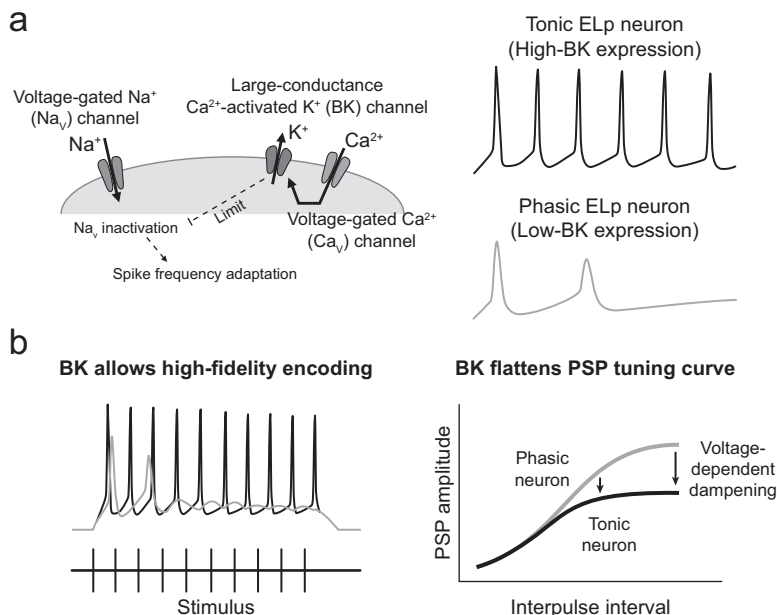 a
Voltage-gated Na⁺
(Naᵥ) channel
Na⁺
Large-conductance
Ca²⁺-activated K⁺ (BK) channel
K⁺
Ca²⁺
Limit
Naᵥ inactivation
Voltage-gated Ca²⁺
(Caᵥ) channel
Spike frequency adaptation
Tonic ELp neuron
(High-BK expression)
Phasic ELp neuron
(Low-BK expression)
b
BK allows high-fidelity encoding
Stimulus
BK flattens PSP tuning curve
PSP amplitude
Phasic
neuron
Tonic
neuron
Voltage-
dependent
dampening
Interpulse interval